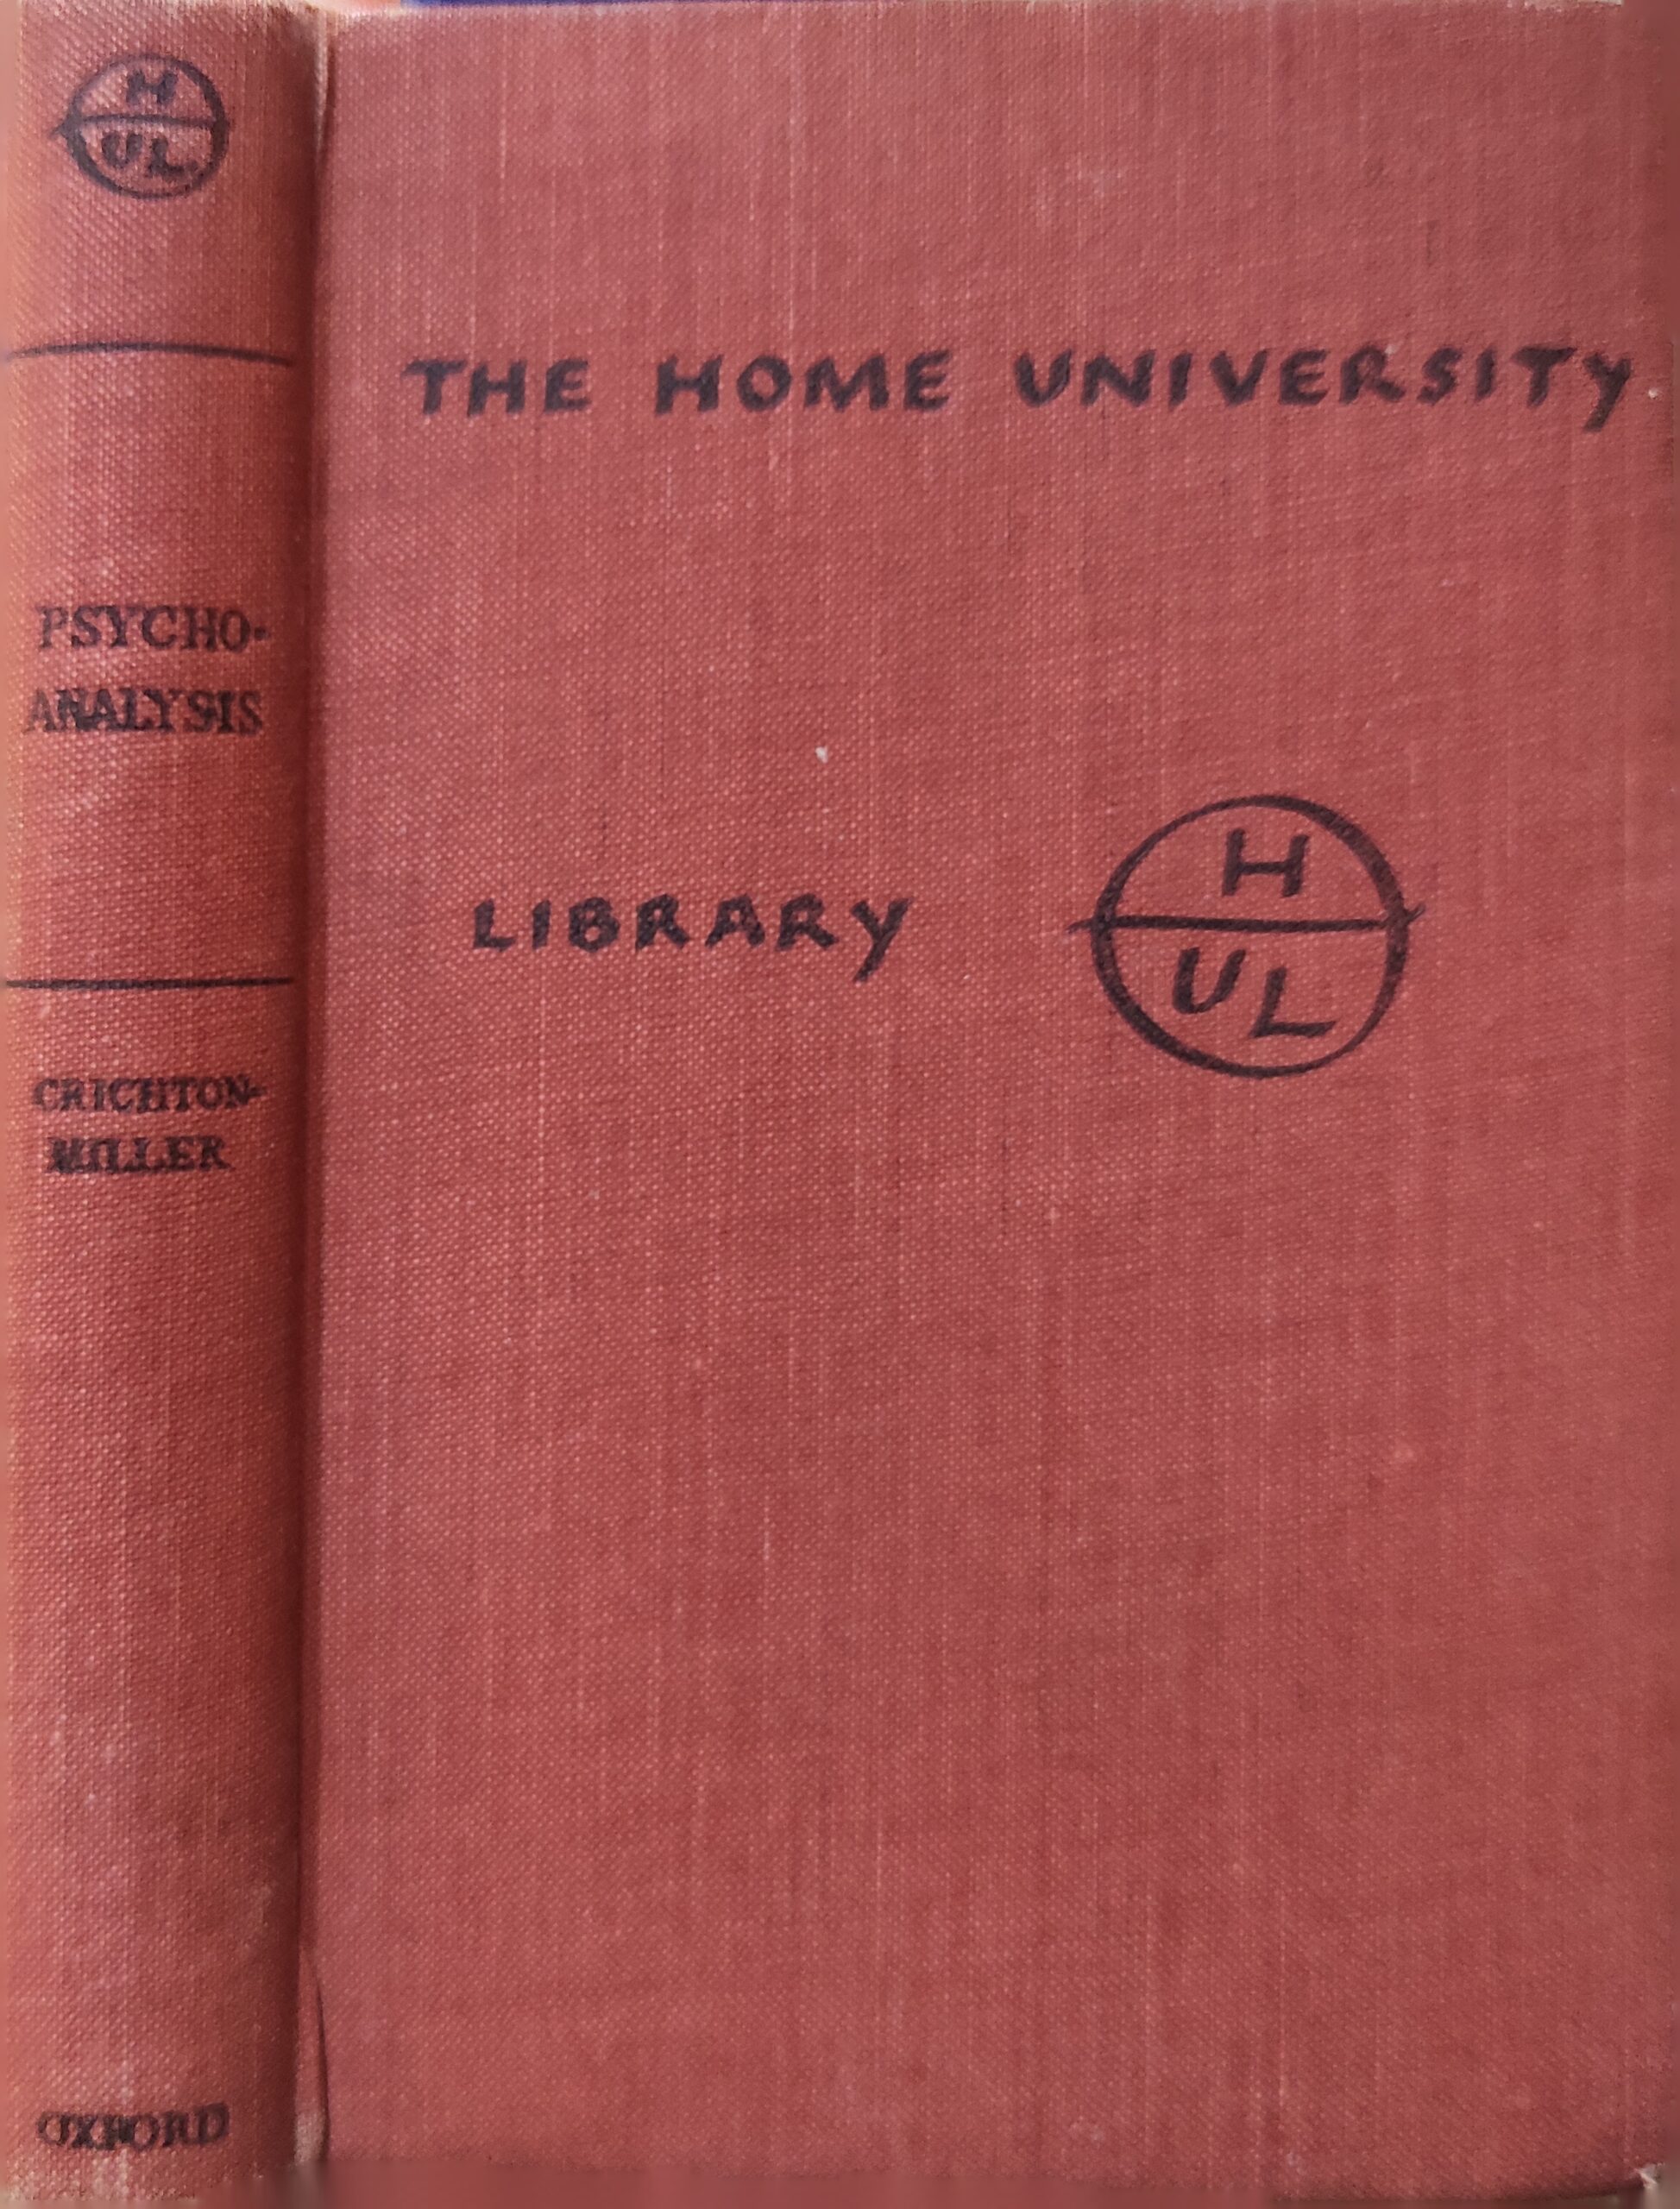 H
UL
PSYCHO-
ANALYSIS
CRICHTON-
MILLER
OXFORD
THE HOME UNIVERSITY
LIBRARY
H
UL